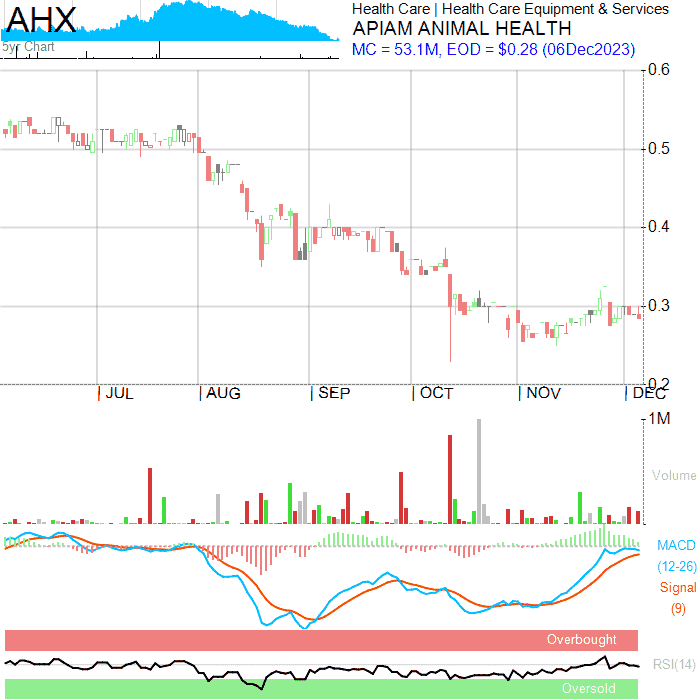 AHX
5yr Chart
Health Care | Health Care Equipment & Services
APIAM ANIMAL HEALTH
MC = 53.1M, EOD = $0.28 (06Dec2023)
0.6
0.5
0.4
0.3
0.2
| JUL | AUG | SEP | OCT | NOV | DEC
1M
Volume
MACD
(12-26)
Signal
(9)
Overbought
RSI(14)
Oversold